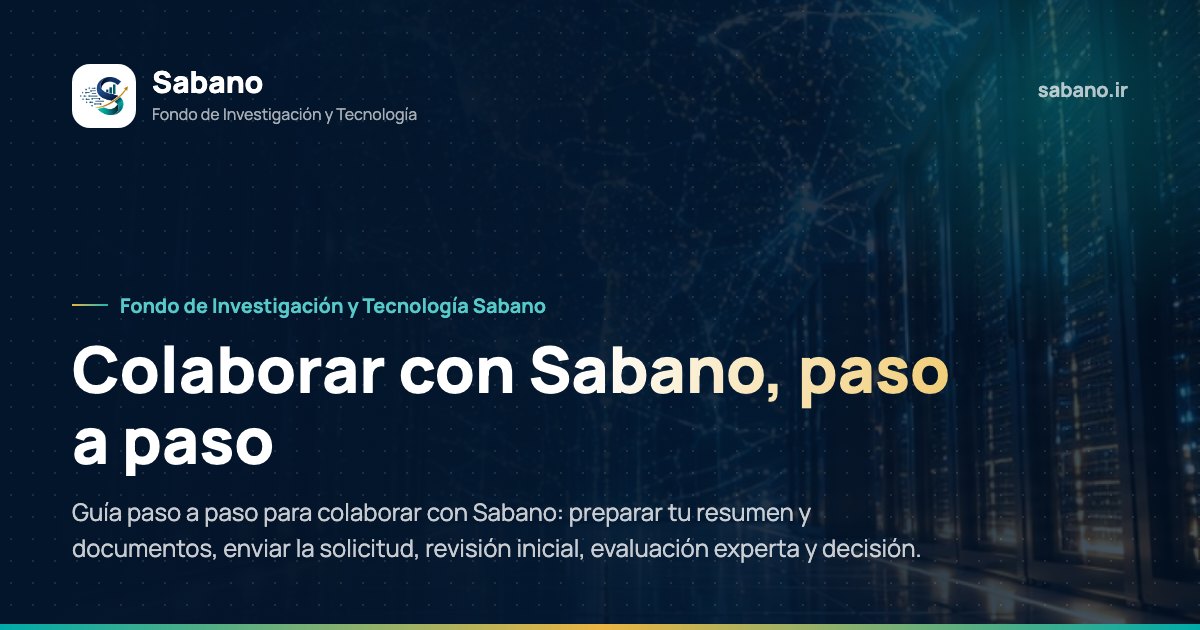 Sabano
Fondo de Investigación y Tecnología
sabano.ir
Fondo de Investigación y Tecnología Sabano
Colaborar con Sabano, paso
a paso
Guía paso a paso para colaborar con Sabano: preparar tu resumen y
documentos, enviar la solicitud, revisión inicial, evaluación experta y decisión.